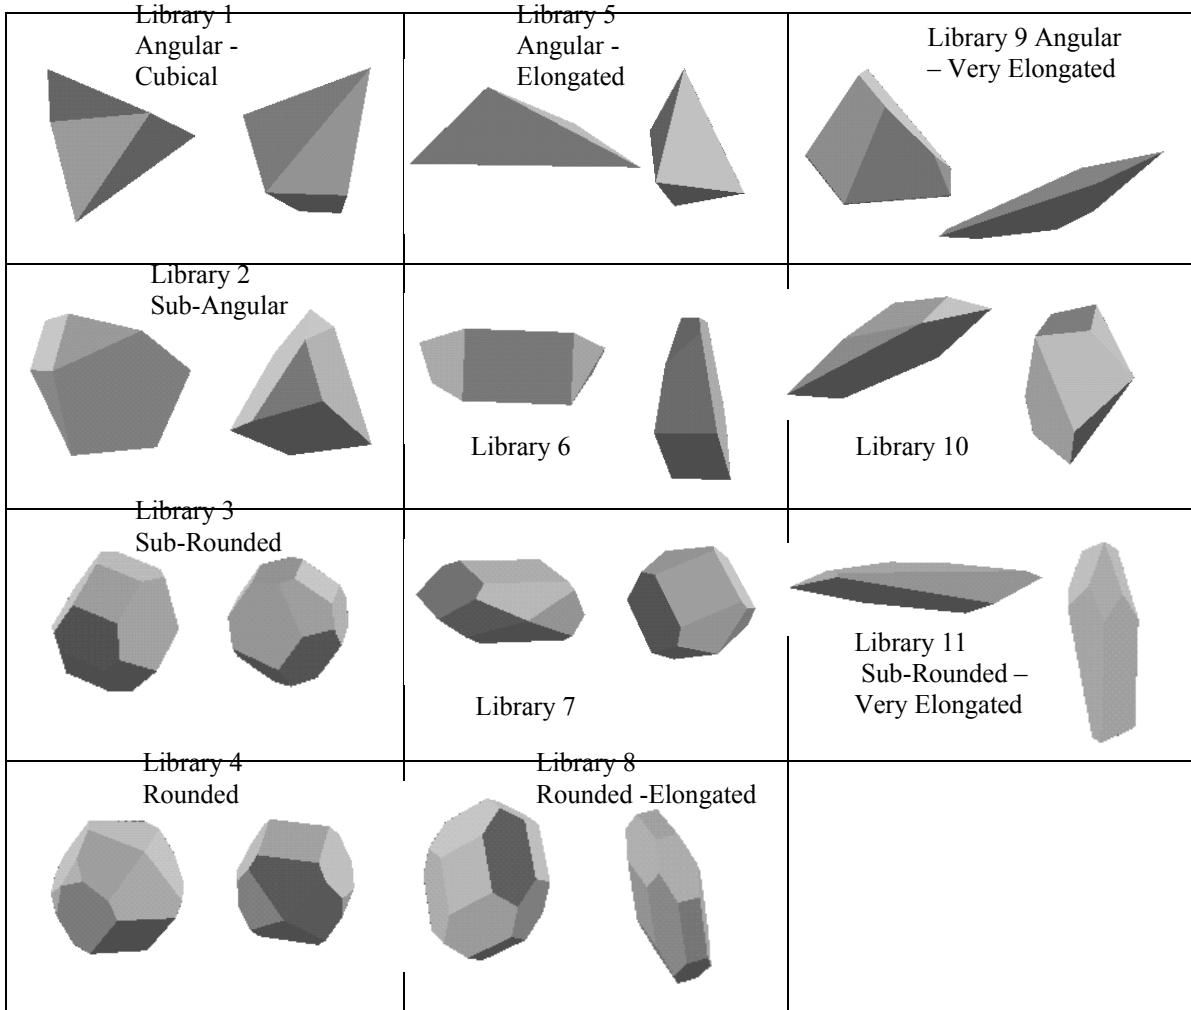 Library 1
Angular -
Cubical
Library 5
Angular -
Elongated
Library 9 Angular
– Very Elongated
Library 2
Sub-Angular
Library 6
Library 10
Library 3
Sub-Rounded
Library 7
Library 11
Sub-Rounded –
Very Elongated
Library 4
Rounded
Library 8
Rounded -Elongated